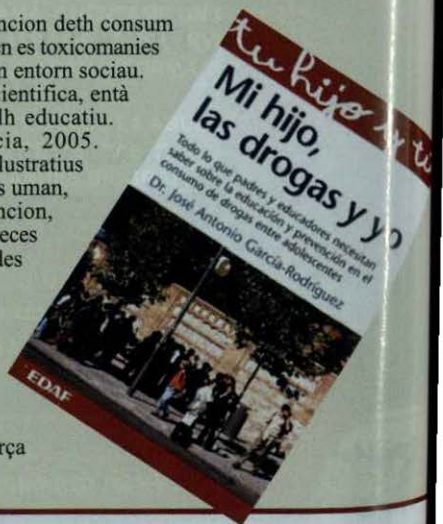 ncion deth consum
en es toxicomanies
n entorn sociau.
ientifica, entà
lh educatiu.
cia, 2005.
lustratius
s uman,
ncion,
eces
les
rça
tu hijo y tú
Mi hijo,
las drogas y yo
Todo lo que padres y educadores necesitan
saber sobre la educación y prevención en el
consumo de drogas entre adolescentes
Dr. José Antonio García-Rodríguez
EDAF